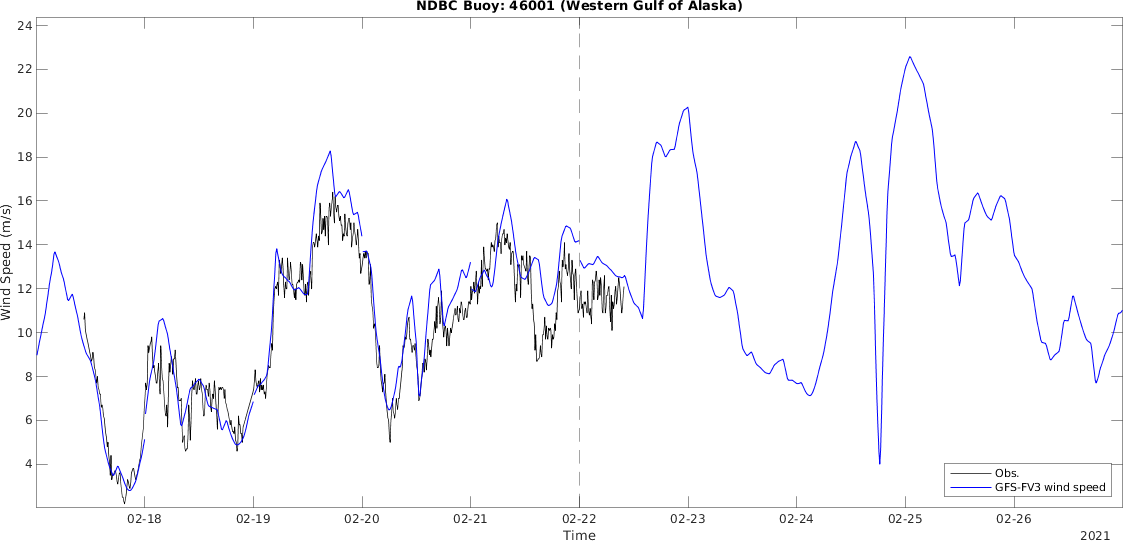 NDBC Buoy: 46001 (Western Gulf of Alaska)
24
22
20
18
16
14
12
10
8
6
4
Wind Speed (m/s)
Obs.
GFS-FV3 wind speed
02-18 02-19 02-20 02-21 02-22 02-23 02-24 02-25 02-26
Time
2021